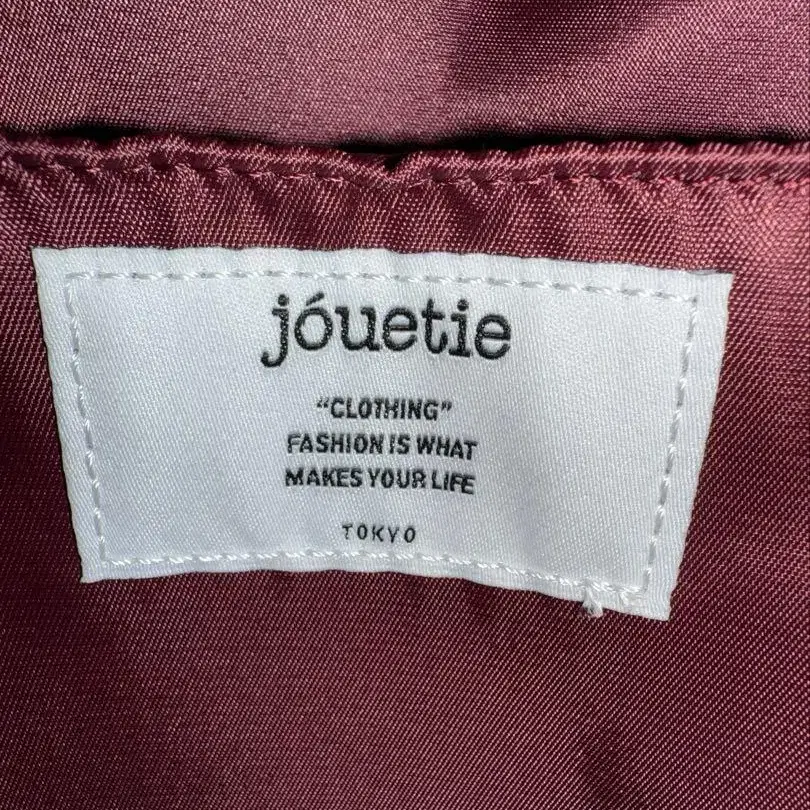 jóuetie
“CLOTHING”
FASHION IS WHAT
MAKES YOUR LIFE
TOKYO